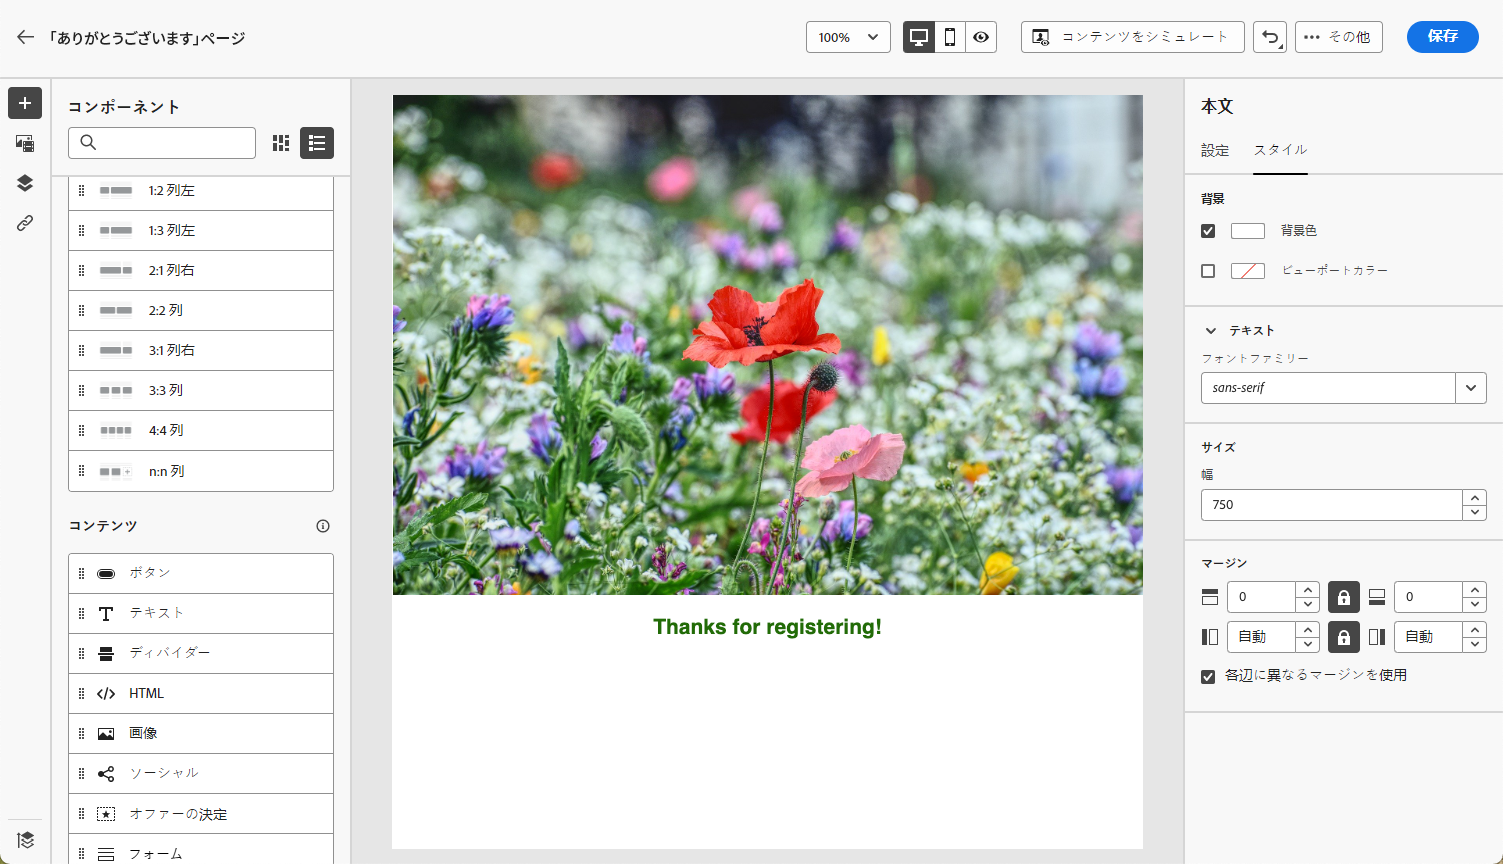 「ありがとうございます」ページ
100%
コンテンツをシミュレート
その他
保存
コンポーネント
1:2 列左
1:3 列左
2:1 列右
2:2 列
3:1 列右
3:3 列
4:4 列
n:n 列
コンテンツ
ボタン
テキスト
ディバイダー
HTML
画像
ソーシャル
オファーの決定
フォーム
Thanks for registering!
本文
設定
スタイル
背景
背景色
ビューポートカラー
テキスト
フォントファミリー
sans-serif
サイズ
幅
750
マージン
0
0
自動
自動
各辺に異なるマージンを使用